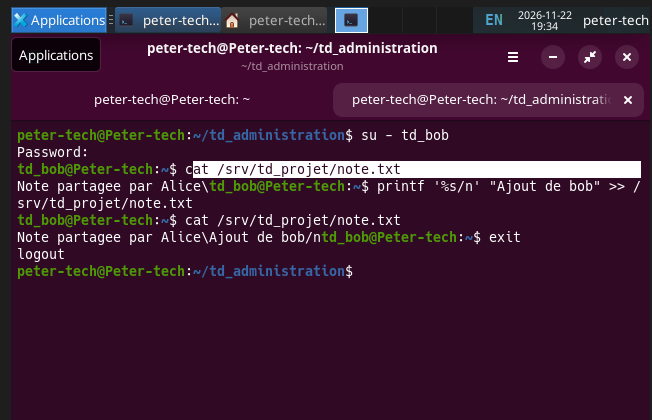 Applications
peter-tech...
peter-tech...
EN
2026-11-22
19:34
peter-tech
Applications
peter-tech@Peter-tech: ~/td_administration
~/td_administration
peter-tech@Peter-tech: ~
peter-tech@Peter-tech: ~/td_administratic
peter-tech@Peter-tech:~/td_administration$ su - td_bob
Password:
td_bob@Peter-tech:~$ cat /srv/td_projet/note.txt
Note partagee par Alice\td_bob@Peter-tech:~$ printf '%s/n' "Ajout de bob" >> /
srv/td_projet/note.txt
td_bob@Peter-tech:~$ cat /srv/td_projet/note.txt
Note partagee par Alice\Ajout de bob/ntd_bob@Peter-tech:~$ exit
logout
peter-tech@Peter-tech:~/td_administration$